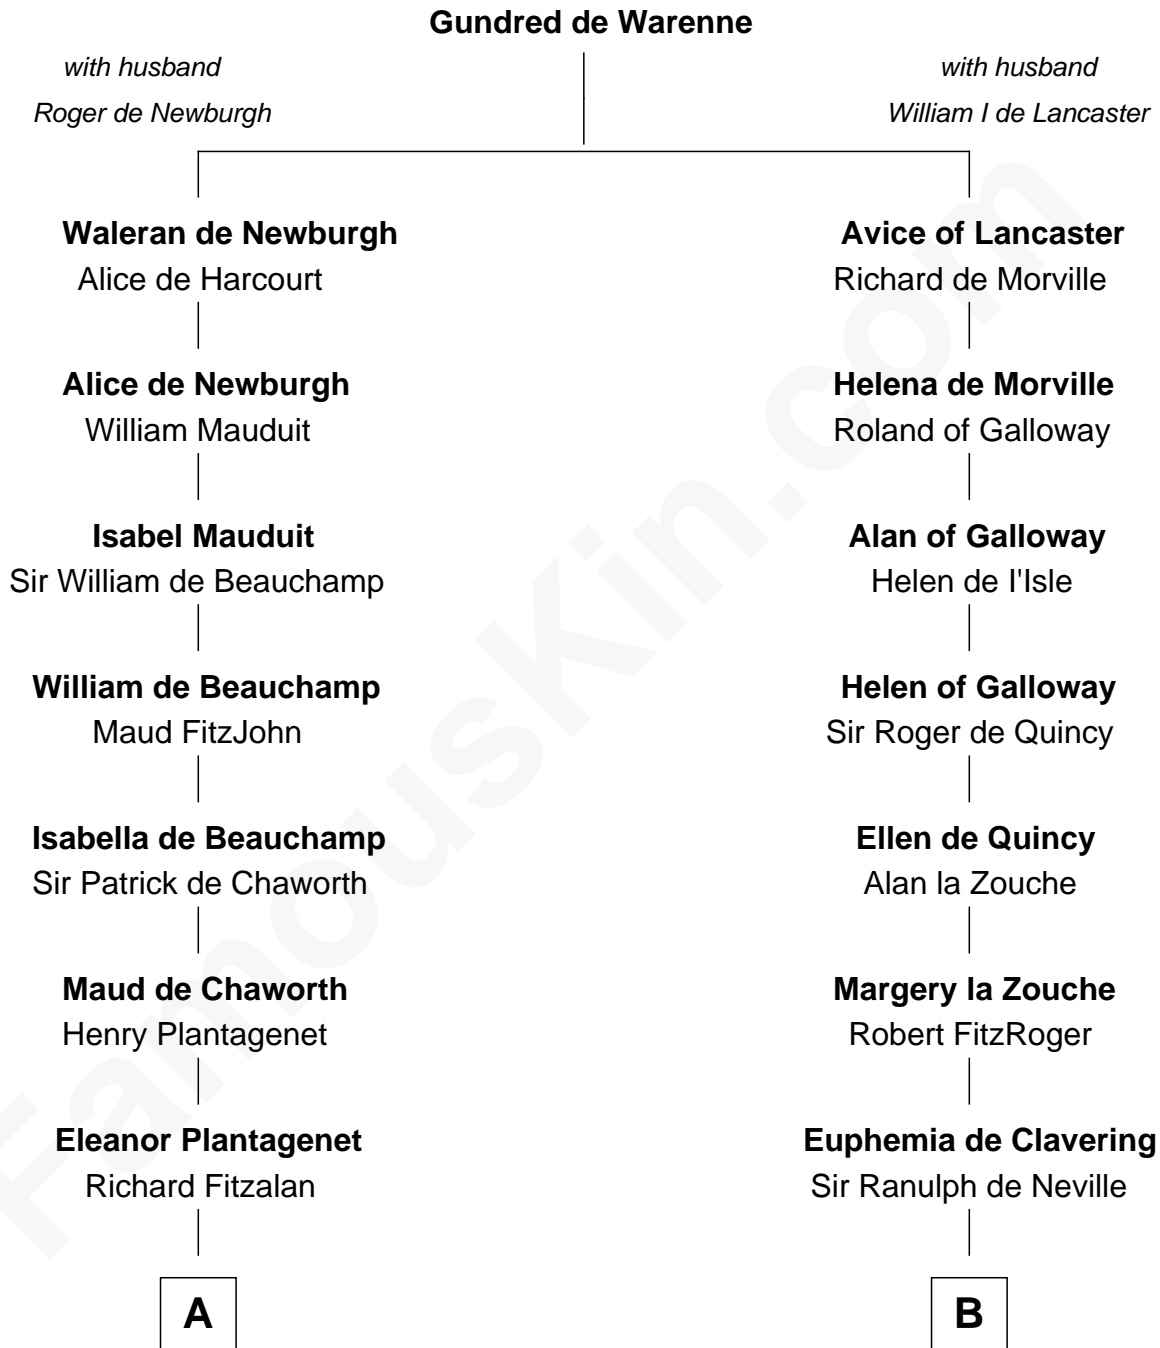 Gundred de Warenne
with husband
Roger de Newburgh
with husband
William I de Lancaster
Waleran de Newburgh
Alice de Harcourt
Alice de Newburgh
William Mauduit
Isabel Mauduit
Sir William de Beauchamp
William de Beauchamp
Maud FitzJohn
Isabella de Beauchamp
Sir Patrick de Chaworth
Maud de Chaworth
Henry Plantagenet
Eleanor Plantagenet
Richard Fitzalan
A
Avice of Lancaster
Richard de Morville
Helena de Morville
Roland of Galloway
Alan of Galloway
Helen de I'Isle
Helen of Galloway
Sir Roger de Quincy
Ellen de Quincy
Alan la Zouche
Margery la Zouche
Robert FitzRoger
Euphemia de Clavering
Sir Ranulph de Neville
B
FamousKin.com